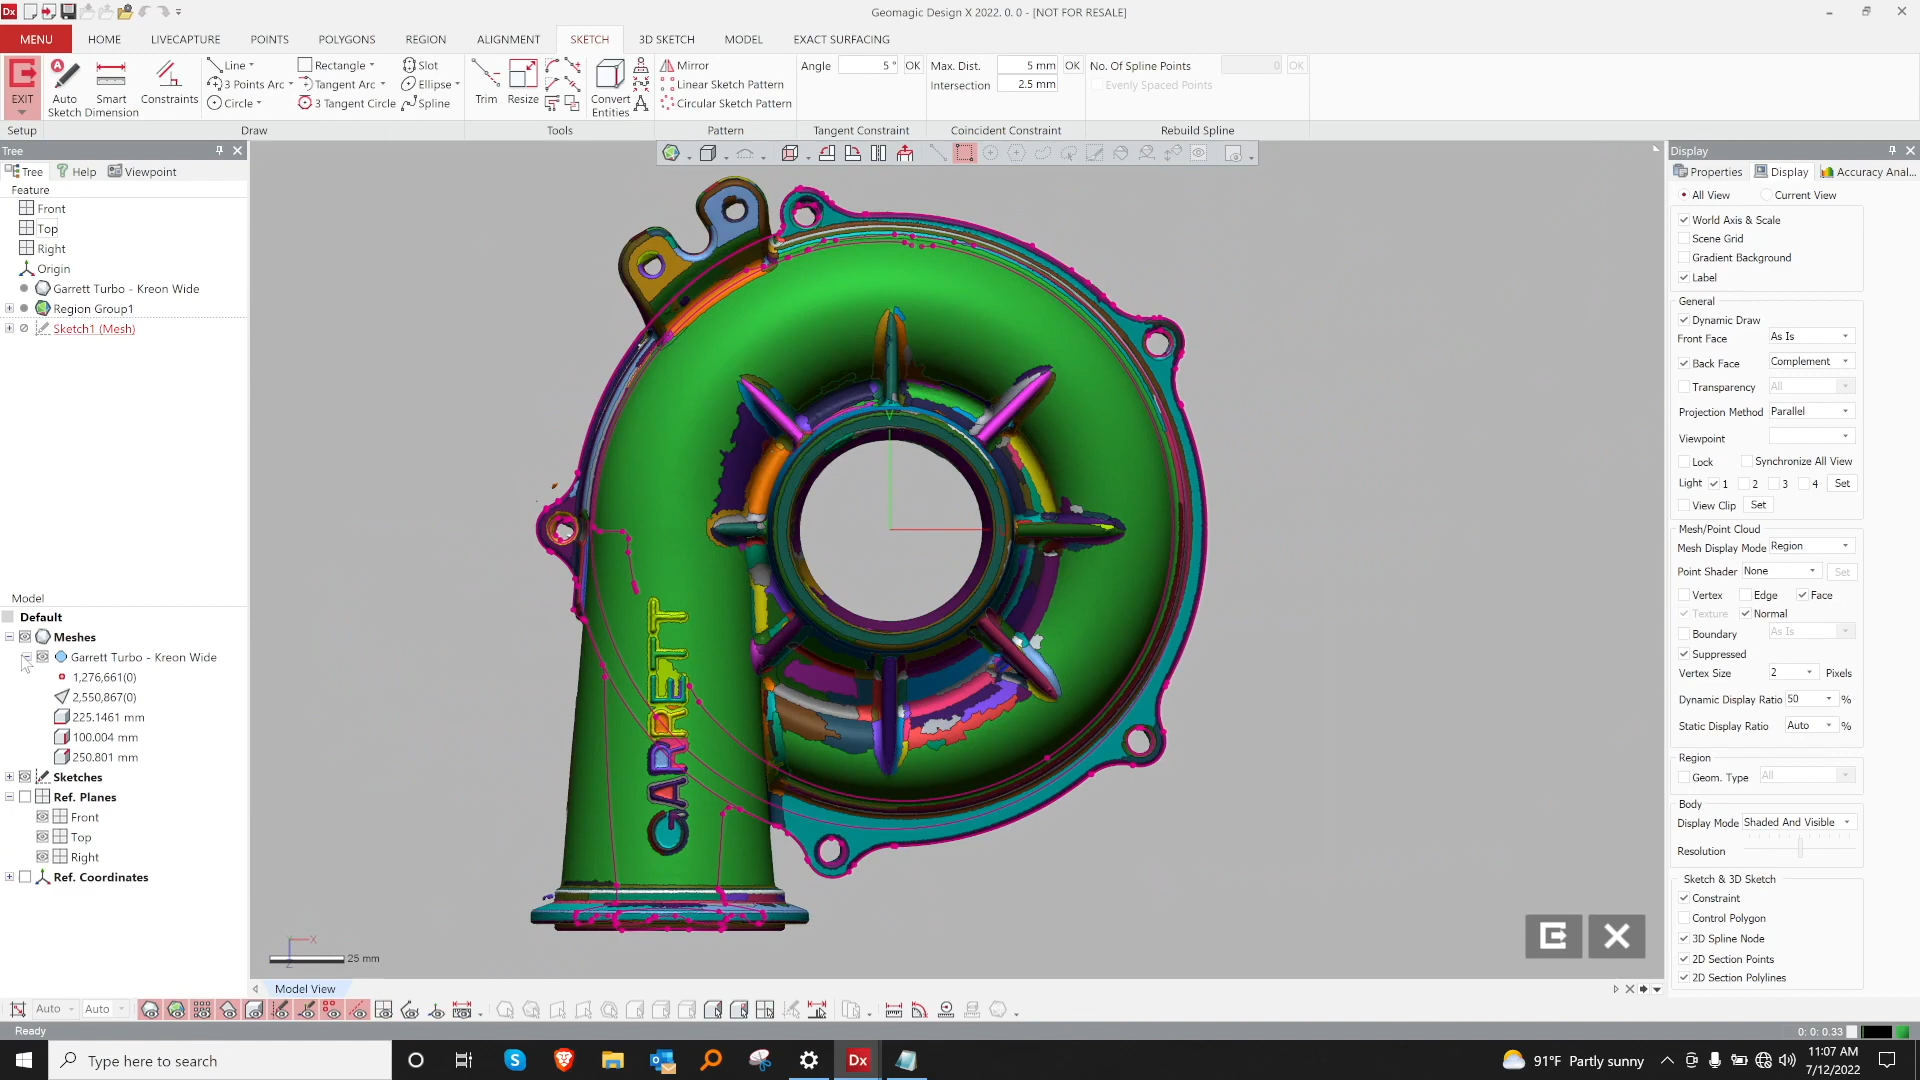 Dx
Geomagic Design X 2022. 0. 0 - [NOT FOR RESALE]
MENU HOME LIVECAPTURE POINTS POLYGONS REGION ALIGNMENT SKETCH 3D SKETCH MODEL EXACT SURFACING
EXIT
Auto Sketch
Smart Dimension
Constraints
Line Rectangle Slot
3 Points Arc Tangent Arc Ellipse
Circle 3 Tangent Circle Spline
Trim Resize
Convert Entities
Mirror
Linear Sketch Pattern
Circular Sketch Pattern
Angle 5 ° OK
Max. Dist. 5 mm OK
Intersection 2.5 mm
No. Of Spline Points 0 OK
Evenly Spaced Points
Setup Draw Tools Pattern Tangent Constraint Coincident Constraint Rebuild Spline
Tree
Tree Help Viewpoint
Feature
Front
Top
Right
Origin
Garrett Turbo - Kreon Wide
Region Group1
Sketch1 (Mesh)
Model
Default
Meshes
Garrett Turbo - Kreon Wide
1,276,661(0)
2,550,867(0)
225.1461 mm
100.004 mm
250.801 mm
Sketches
Ref. Planes
Front
Top
Right
Ref. Coordinates
GARRETT
X
25 mm
Model View
Display
Properties Display Accuracy Anal...
All View Current View
World Axis & Scale
Scene Grid
Gradient Background
Label
General
Dynamic Draw
Front Face As Is
Back Face Complement
Transparency All
Projection Method Parallel
Viewpoint
Lock Synchronize All View
Light 1 2 3 4 Set
View Clip Set
Mesh/Point Cloud
Mesh Display Mode Region
Point Shader None Set
Vertex Edge Face
Texture Normal
Boundary As Is
Suppressed
Vertex Size 2 Pixels
Dynamic Display Ratio 50 %
Static Display Ratio Auto %
Region
Geom. Type All
Body
Display Mode Shaded And Visible
Resolution
Sketch & 3D Sketch
Constraint
Control Polygon
3D Spline Node
2D Section Points
2D Section Polylines
Auto Auto
Ready
0: 0: 0.33
Type here to search
Dx
91°F Partly sunny
11:07 AM
7/12/2022